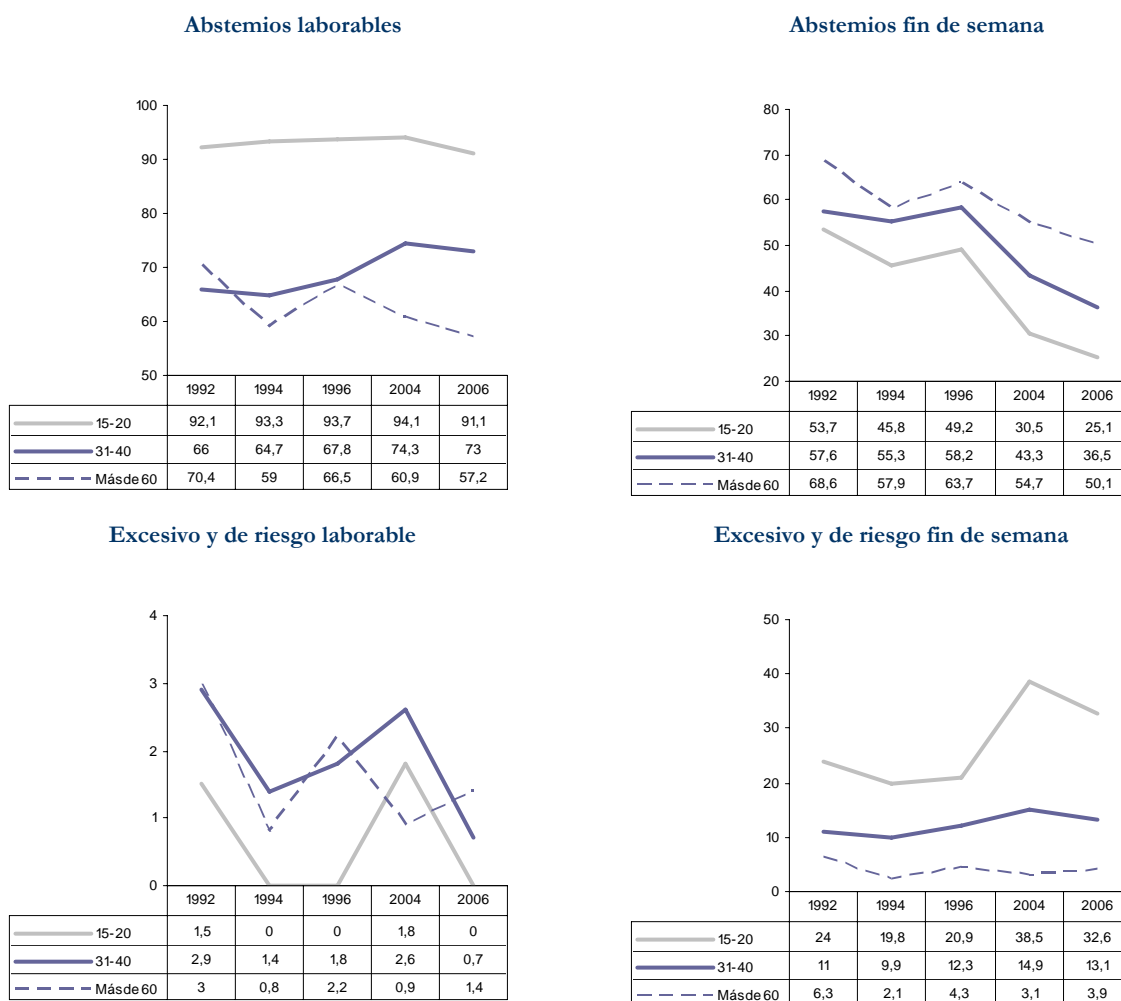 Abstemios laborables
100
90
80
70
60
50
1992 1994 1996 2004 2006
15-20 92,1 93,3 93,7 94,1 91,1
31-40 66 64,7 67,8 74,3 73
Más de 60 70,4 59 66,5 60,9 57,2
Abstemios fin de semana
80
70
60
50
40
30
20
1992 1994 1996 2004 2006
15-20 53,7 45,8 49,2 30,5 25,1
31-40 57,6 55,3 58,2 43,3 36,5
Más de 60 68,6 57,9 63,7 54,7 50,1
Excesivo y de riesgo laborable
4
3
2
1
0
1992 1994 1996 2004 2006
15-20 1,5 0 0 1,8 0
31-40 2,9 1,4 1,8 2,6 0,7
Más de 60 3 0,8 2,2 0,9 1,4
Excesivo y de riesgo fin de semana
50
40
30
20
10
0
1992 1994 1996 2004 2006
15-20 24 19,8 20,9 38,5 32,6
31-40 11 9,9 12,3 14,9 13,1
Más de 60 6,3 2,1 4,3 3,1 3,9